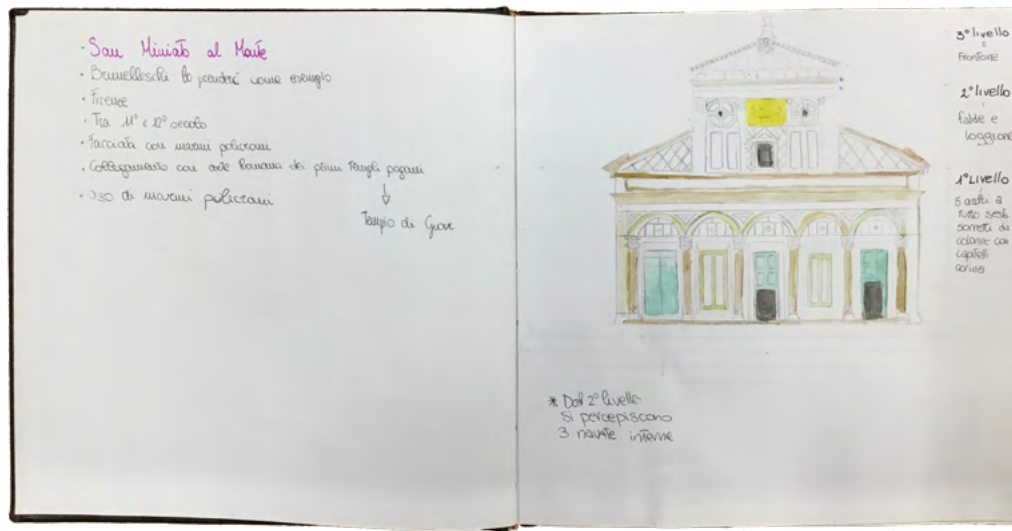 · San Miniato al Monte
· Brunelleschi lo prenderà come esempio
· Firenze
· Tra 11° e 12° secolo
· Facciata con marmi policromi
· Collegamento con arte Romana dei primi Templi pagani
· Uso di marmi policromi
Tempio di Giove
3° livello
=
Frontone
2° livello
=
falde e
loggione
1° Livello
5 archi a
tutto sesto
sorretti da
colonne con
capitelli
corinzi
* Dal 2° livello
si percepiscono
3 navate interne